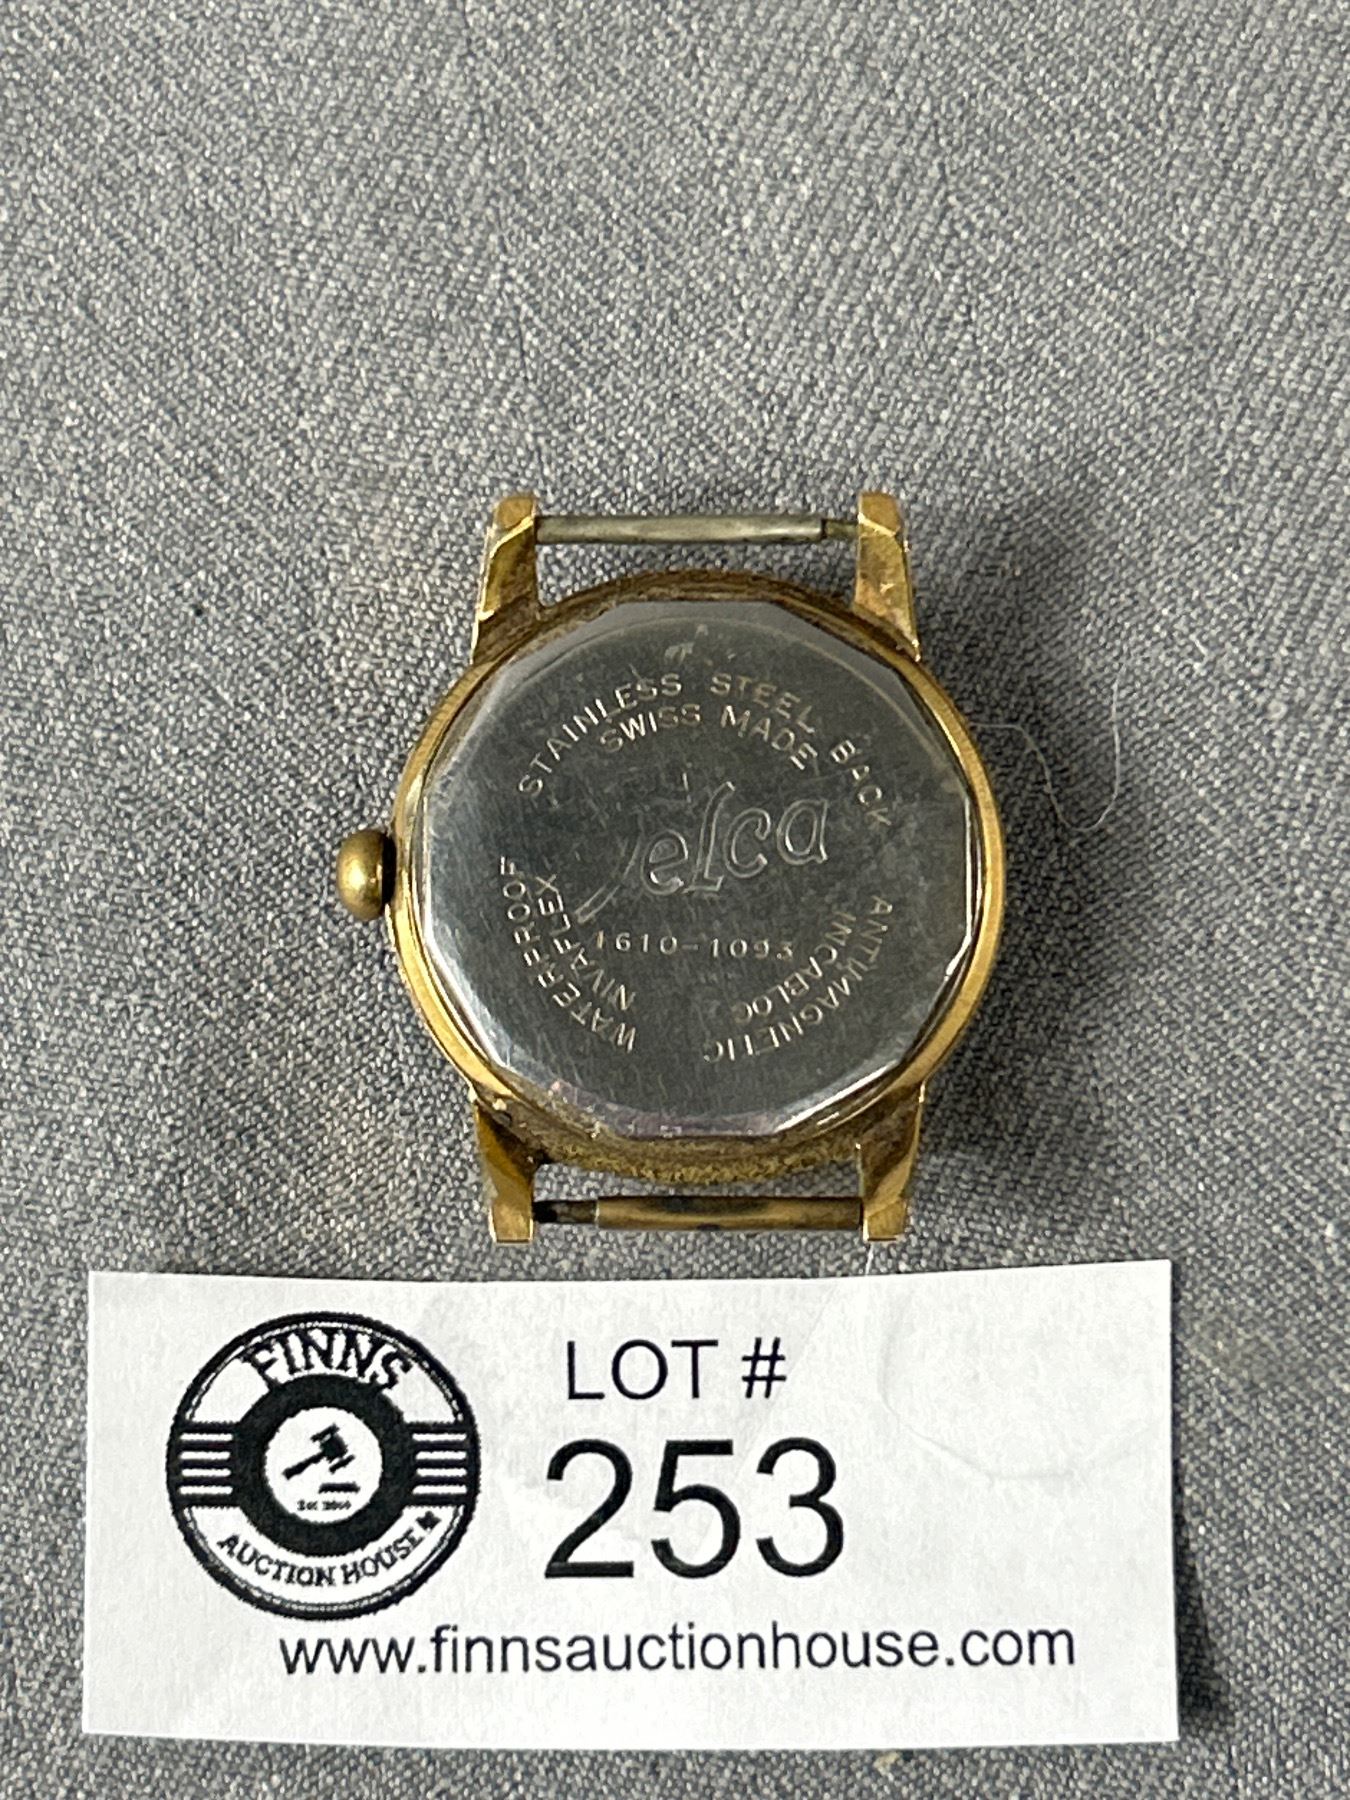 STAINLESS STEEL BACK
SWISS MADE
elca
1610-1093
WATERPROOF
NIVAFLEX
ANTIMAGNETIC
INCABLOC
FINNS
AUCTION HOUSE
LOT #
253
www.finnsauctionhouse.com